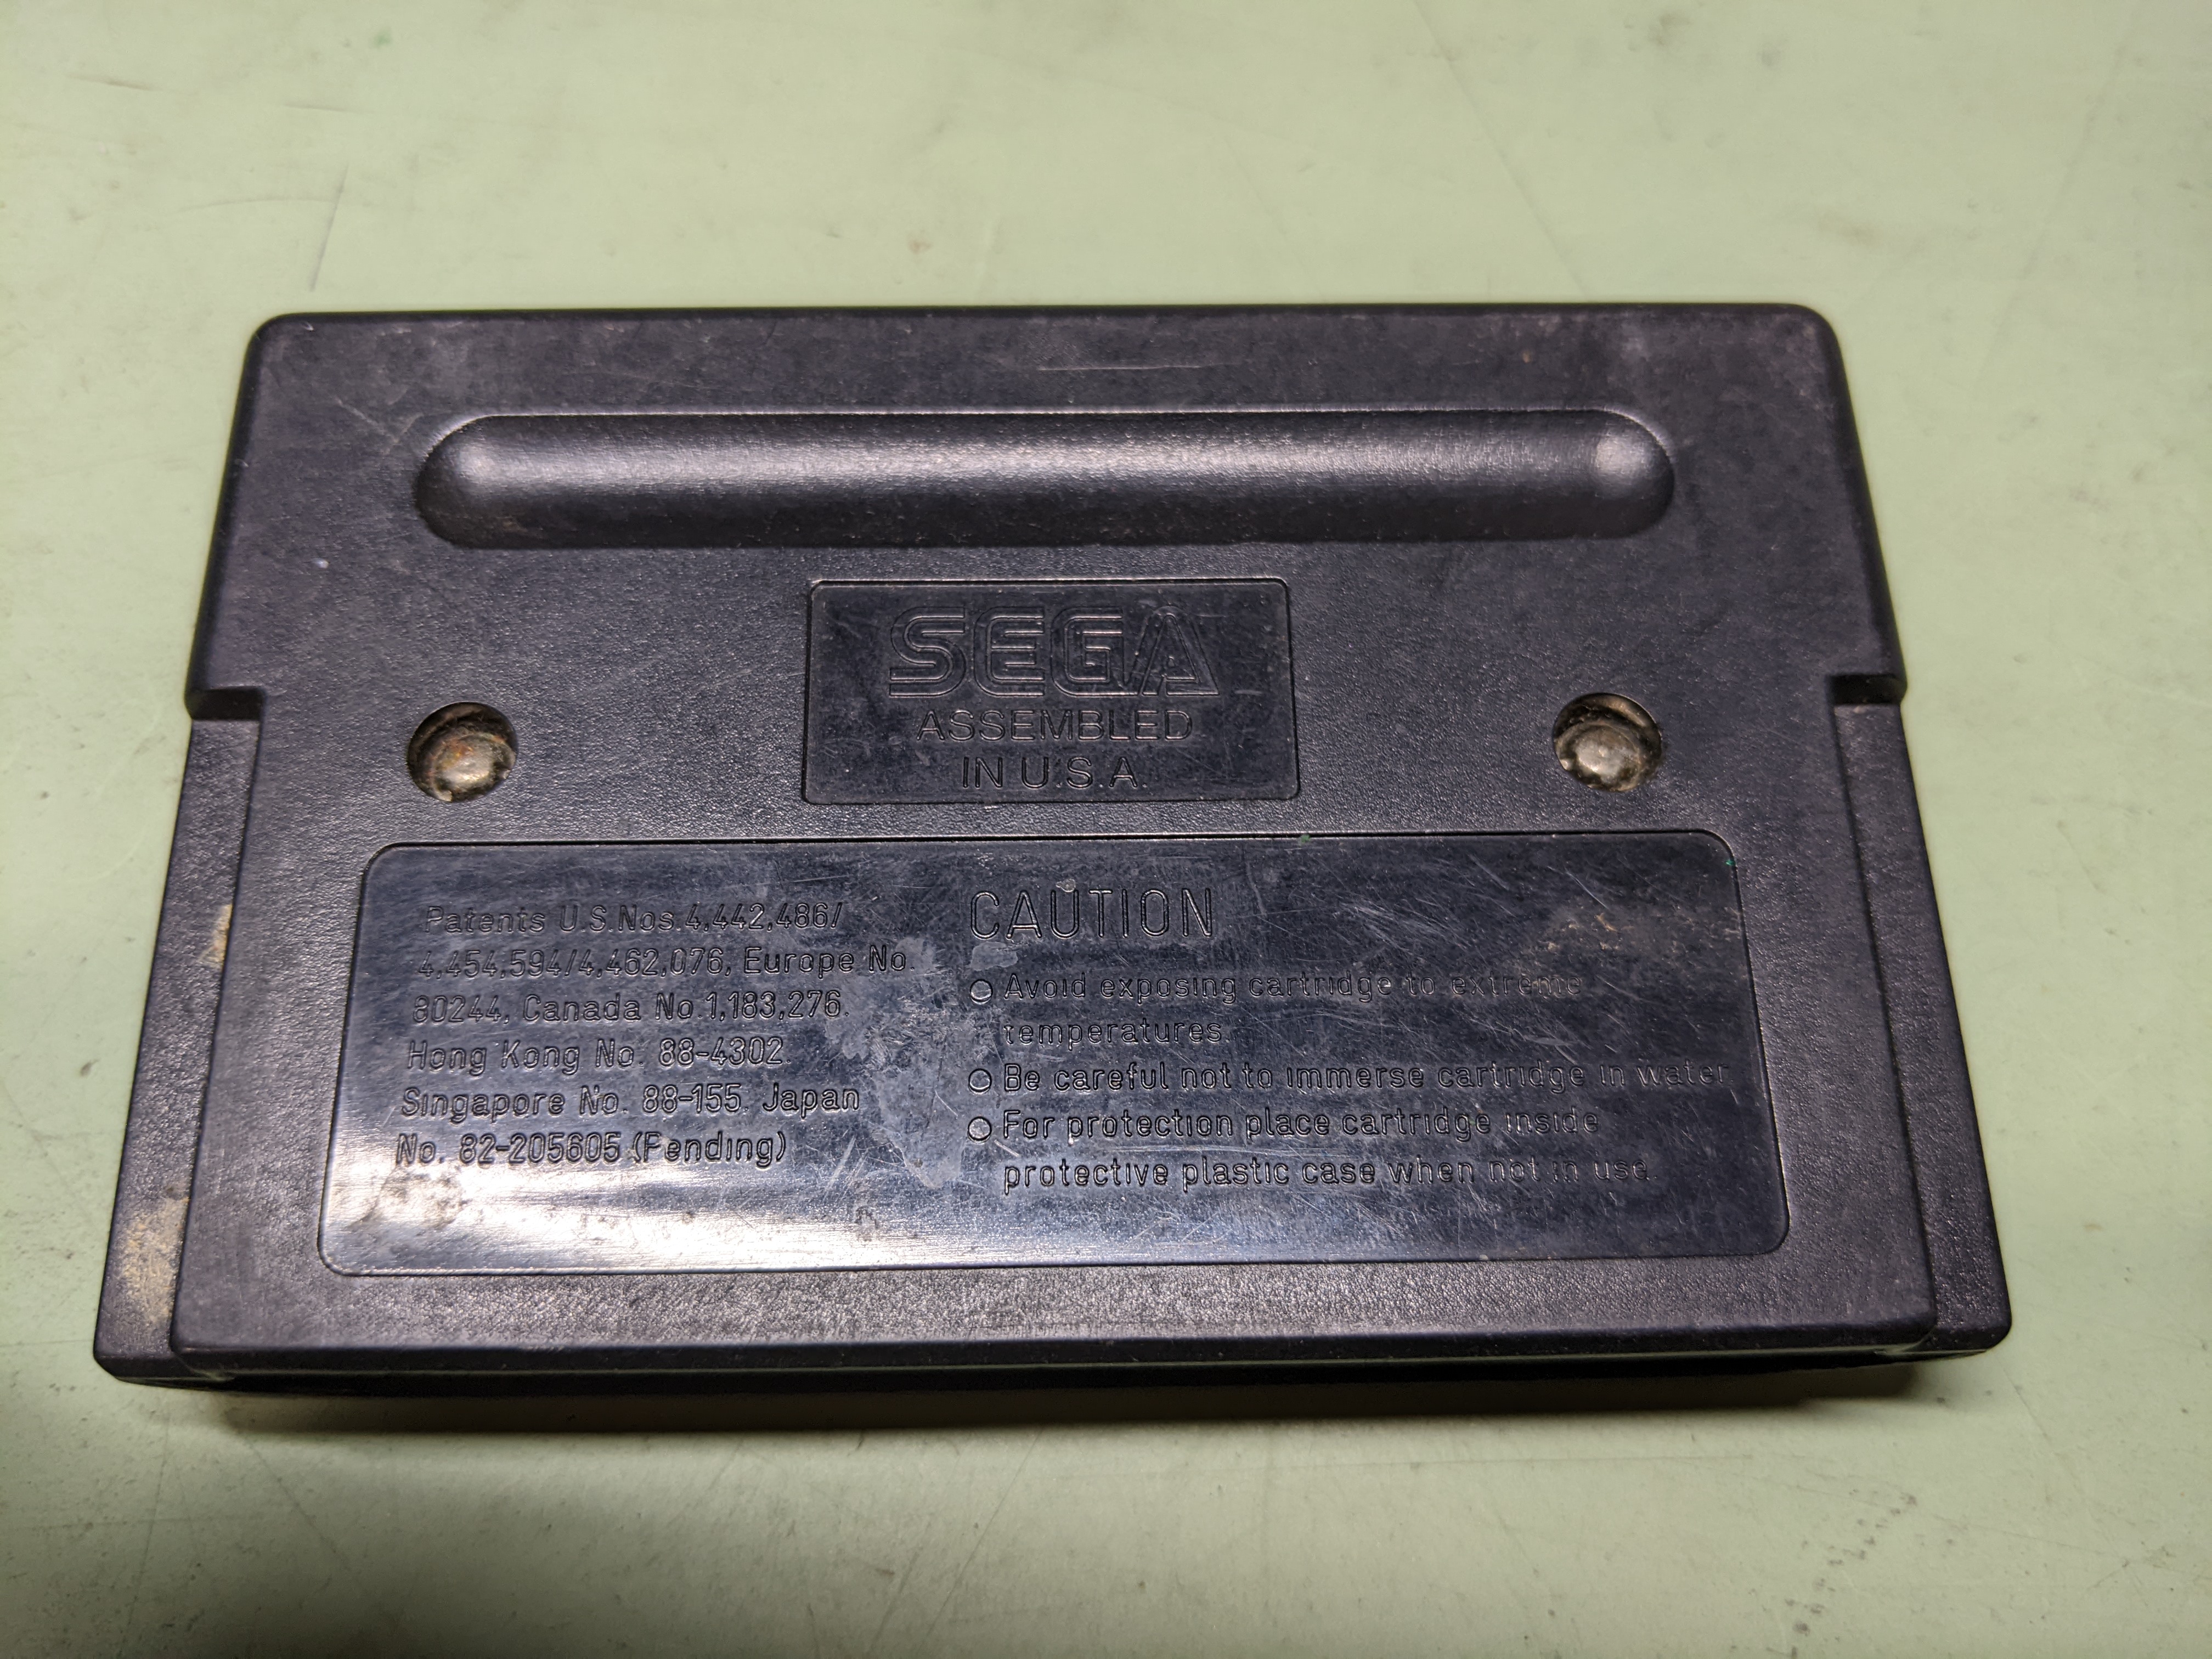 SEGA
ASSEMBLED
IN U.S.A.
Patents U.S.Nos.4,442,486/
4,454,594/4,462,076, Europe No.
80244, Canada No.1,183,276.
Hong Kong No. 88-4302.
Singapore No. 88-155. Japan
No. 82-205605 (Pending)
CAUTION
○ Avoid exposing cartridge to extreme
temperatures.
○ Be careful not to immerse cartridge in water
○ For protection place cartridge inside
protective plastic case when not in use.